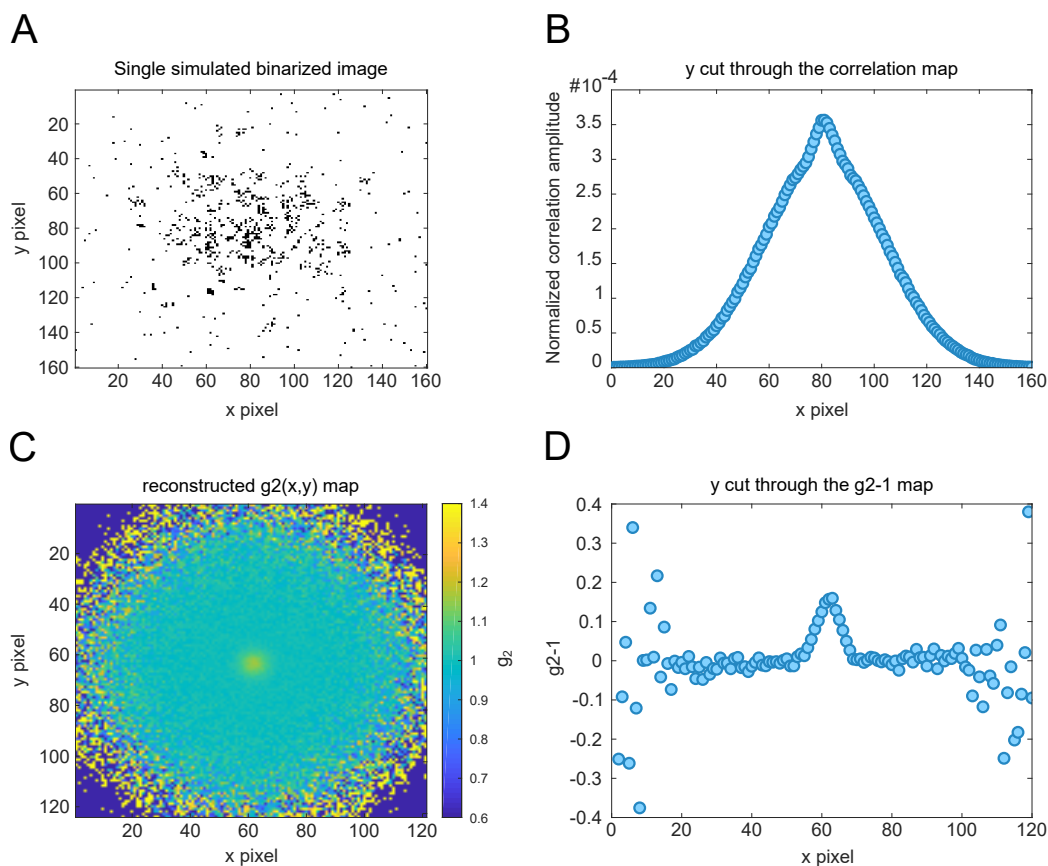 A
Single simulated binarized image
20
40
60
80
100
120
140
160
y pixel
20 40 60 80 100 120 140 160
x pixel
B
y cut through the correlation map
#10-4
3.5
3
2.5
2
1.5
1
0.5
0
Normalized correlation amplitude
0 20 40 60 80 100 120 140 160
x pixel
C
reconstructed g2(x,y) map
20
40
60
80
100
120
y pixel
20 40 60 80 100 120
x pixel
1.4
1.3
1.2
1.1
1
0.9
0.8
0.7
0.6
g2
D
y cut through the g2-1 map
0.4
0.3
0.2
0.1
0
-0.1
-0.2
-0.3
-0.4
g2-1
0 20 40 60 80 100 120
x pixel